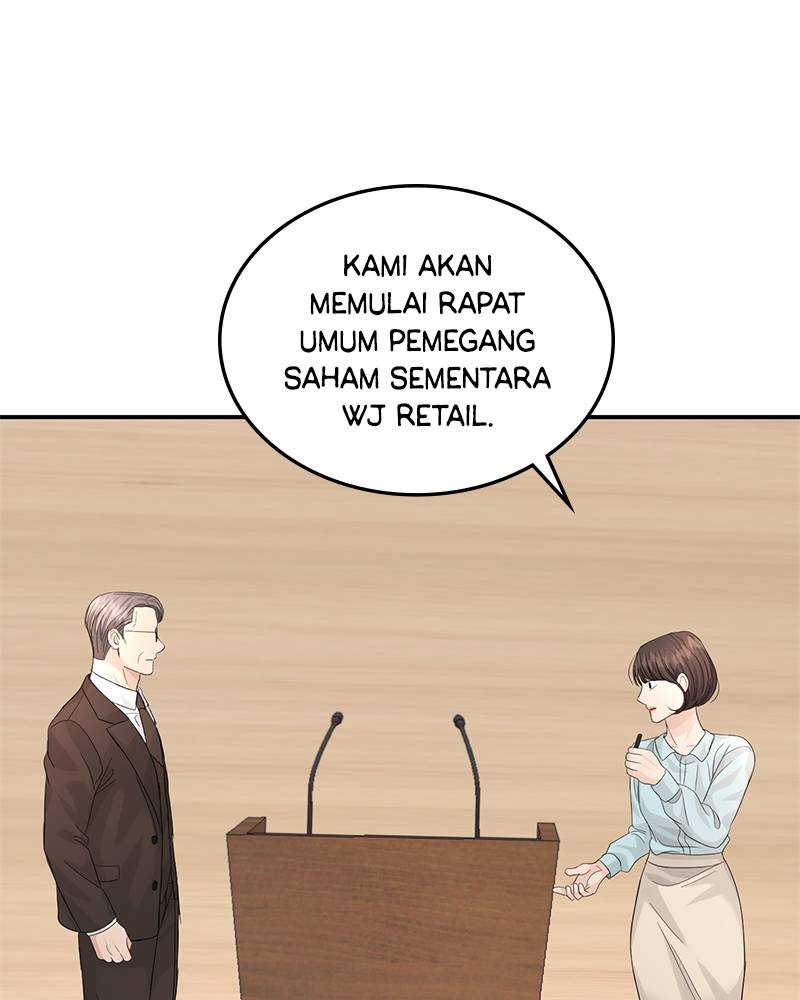 KAMI AKAN
MEMULAI RAPAT
UMUM PEMEGANG
SAHAM SEMENTARA
WJ RETAIL.